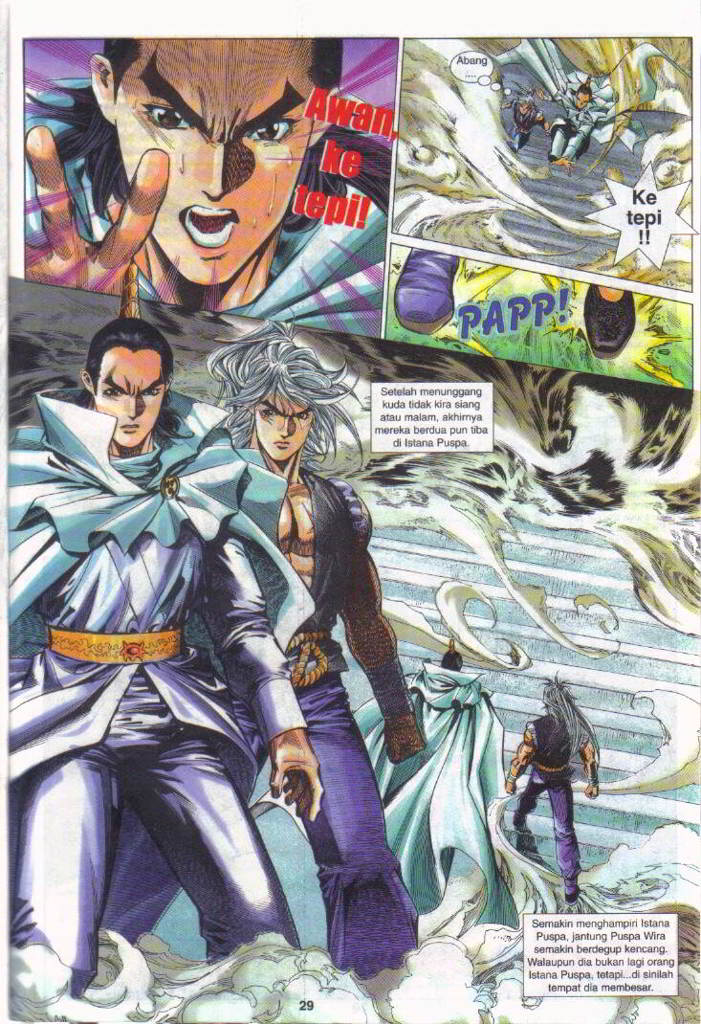 Awan,
ke
tepi!
Abang
....
Ke
tepi
!!
PAPP!
Setelah menunggang
kuda tidak kira siang
atau malam, akhirnya
mereka berdua pun tiba
di Istana Puspa.
Semakin menghampiri Istana
Puspa, jantung Puspa Wira
semakin berdegup kencang.
Walaupun dia bukan lagi orang
Istana Puspa, tetapi...di sinilah
tempat dia membesar.
29